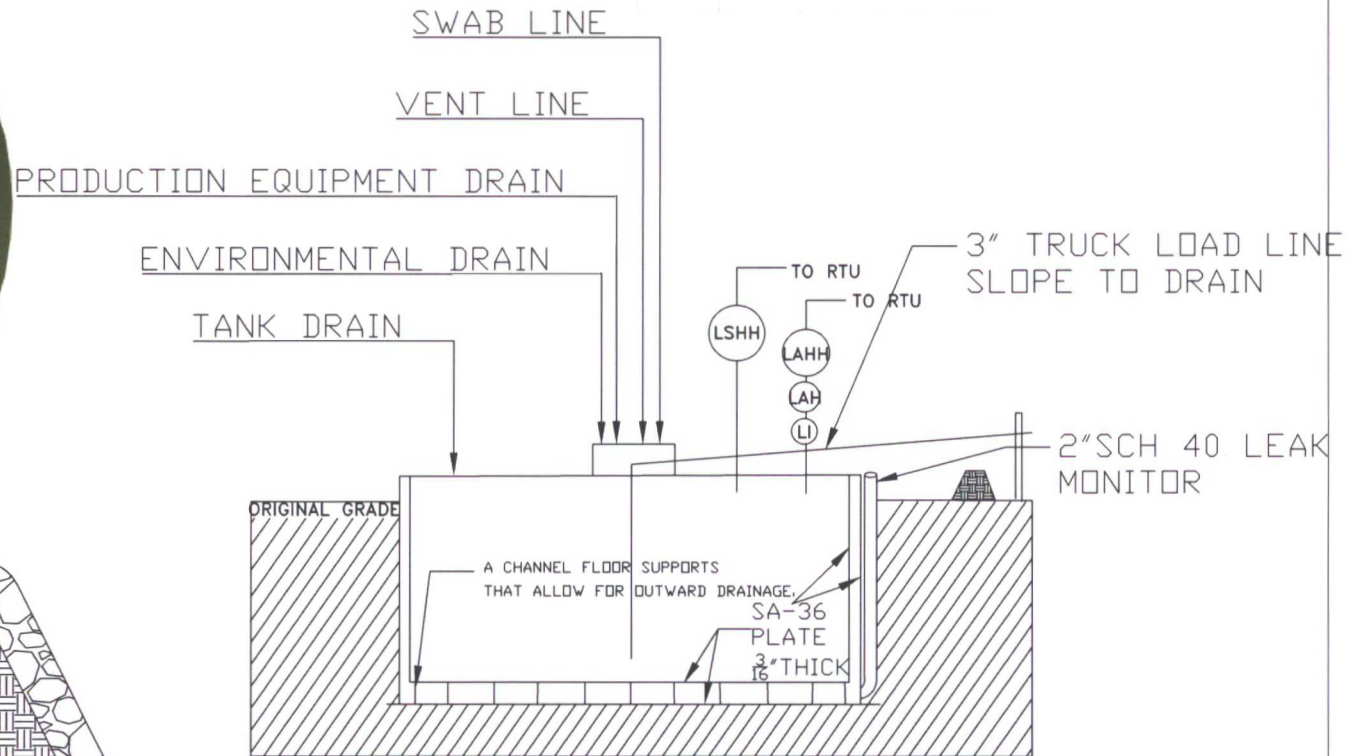 SWAB LINE
VENT LINE
PRODUCTION EQUIPMENT DRAIN
ENVIRONMENTAL DRAIN
TANK DRAIN
3" TRUCK LOAD LINE
SLOPE TO DRAIN
TO RTU
TO RTU
LSHH
LAHH
LAH
LI
2"SCH 40 LEAK
MONITOR
ORIGINAL GRADE
A CHANNEL FLOOR SUPPORTS
THAT ALLOW FOR OUTWARD DRAINAGE.
SA-36
PLATE
3/16" THICK